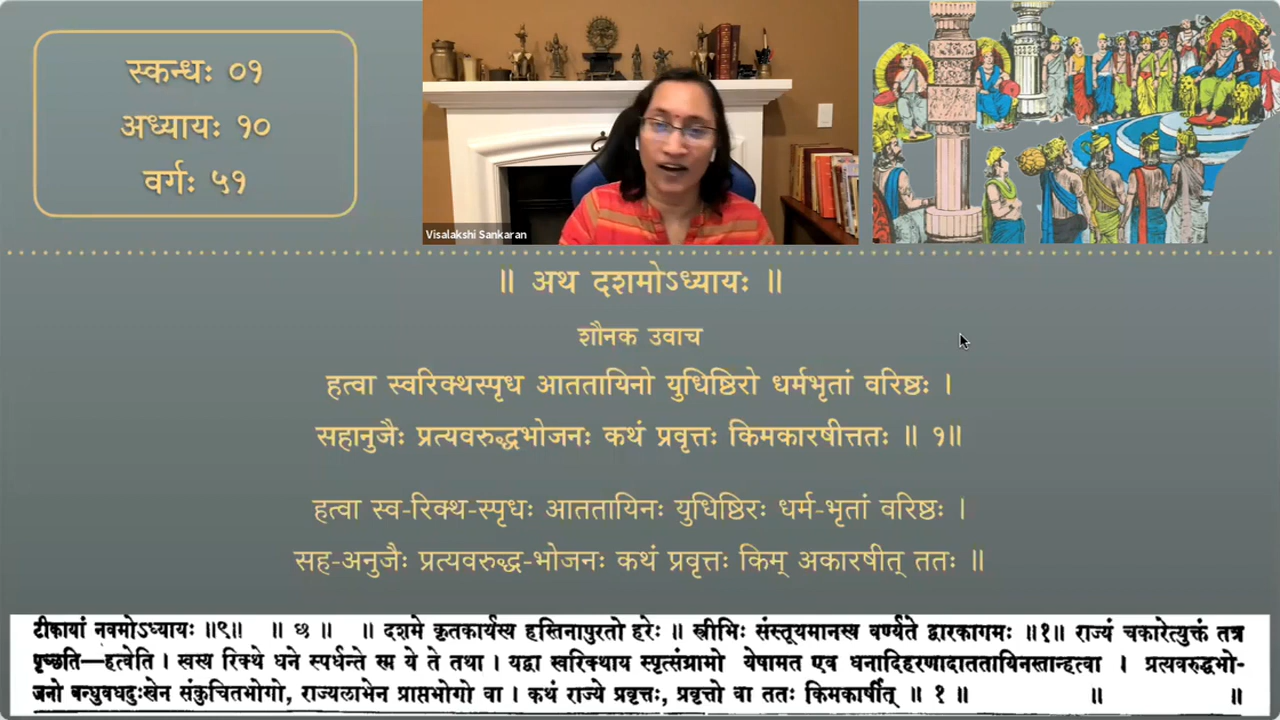 स्कन्धः ०१
अध्यायः १०
वर्गः ५१
Visalakshi Sankaran
॥ अथ दशमोऽध्यायः ॥
शौनक उवाच
हत्वा स्वरिक्थस्पृध आततायिनो युधिष्ठिरो धर्मभृतां वरिष्ठः ।
सहानुजैः प्रत्यवरुद्धभोजनः कथं प्रवृत्तः किमकारषीत्ततः ॥ १॥
हत्वा स्व-रिक्थ-स्पृधः आततायिनः युधिष्ठिरः धर्म-भृतां वरिष्ठः ।
सह-अनुजैः प्रत्यवरुद्ध-भोजनः कथं प्रवृत्तः किम् अकारषीत् ततः ॥
टीकायां नवमोऽध्यायः ॥९॥ ॥ छ ॥ ॥ दशमे कृतकार्यस्य हस्तिनापुरतो हरेः ॥ स्त्रीभिः संस्तूयमानस्य वर्ण्यते द्वारकागमः ॥१॥ राज्यं चकारेत्युक्तं तत्र
पृच्छति—हत्वेति । स्वस्य रिक्थे धने स्पर्धन्ते स्म ये ते तथा । यद्वा स्वरिक्थाय स्पृत्संग्रामो येषामत एव धनादिहरणादाततायिनस्तान्हत्वा । प्रत्यवरुद्धभो-
जनो बन्धुवधदुःखेन संकुचितभोगो, राज्यलाभेन प्राप्तभोगो वा । कथं राज्ये प्रवृत्तः, प्रवृत्तो वा ततः किमकार्षीत् ॥ १ ॥ ॥ ॥